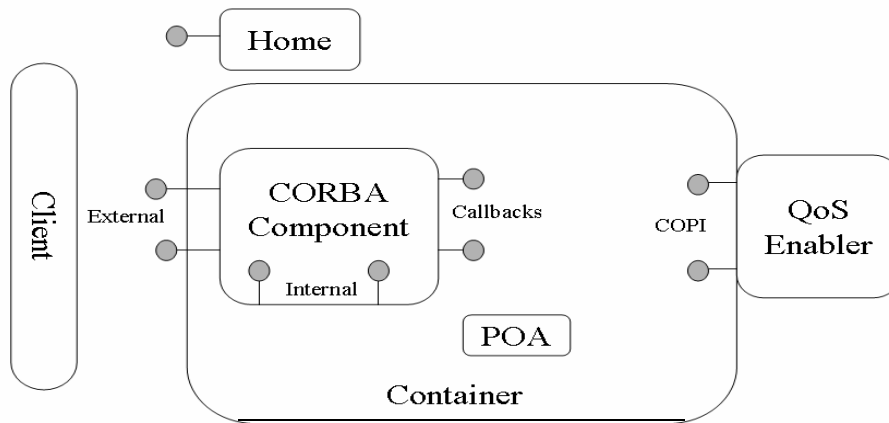 Home
Client
External
CORBA
Component
Internal
Callbacks
COPI
QoS
Enabler
POA
Container